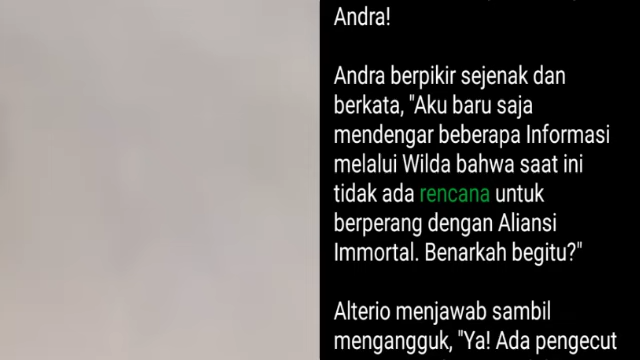 Andra!
Andra berpikir sejenak dan
berkata, "Aku baru saja
mendengar beberapa Informasi
melalui Wilda bahwa saat ini
tidak ada rencana untuk
berperang dengan Aliansi
Immortal. Benarkah begitu?"
Alterio menjawab sambil
mengangguk, "Ya! Ada pengecut